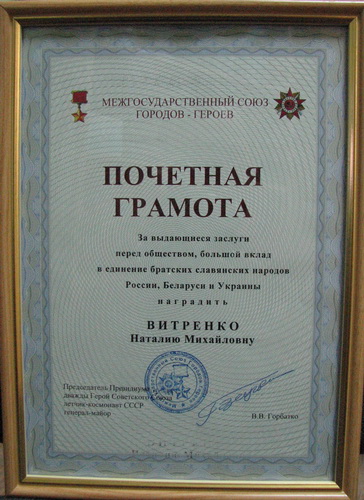 МЕЖГОСУДАРСТВЕННЫЙ СОЮЗ
ГОРОДОВ - ГЕРОЕВ
ПОЧЕТНАЯ
ГРАМОТА
За выдающиеся заслуги
перед обществом, большой вклад
в единение братских славянских народов
России, Беларуси и Украины
наградить
ВИТРЕНКО
Наталию Михайловну
Председатель Президиума
дважды Герой Советского Союза
летчик-космонавт СССР
генерал-майор
В.В. Горбатко